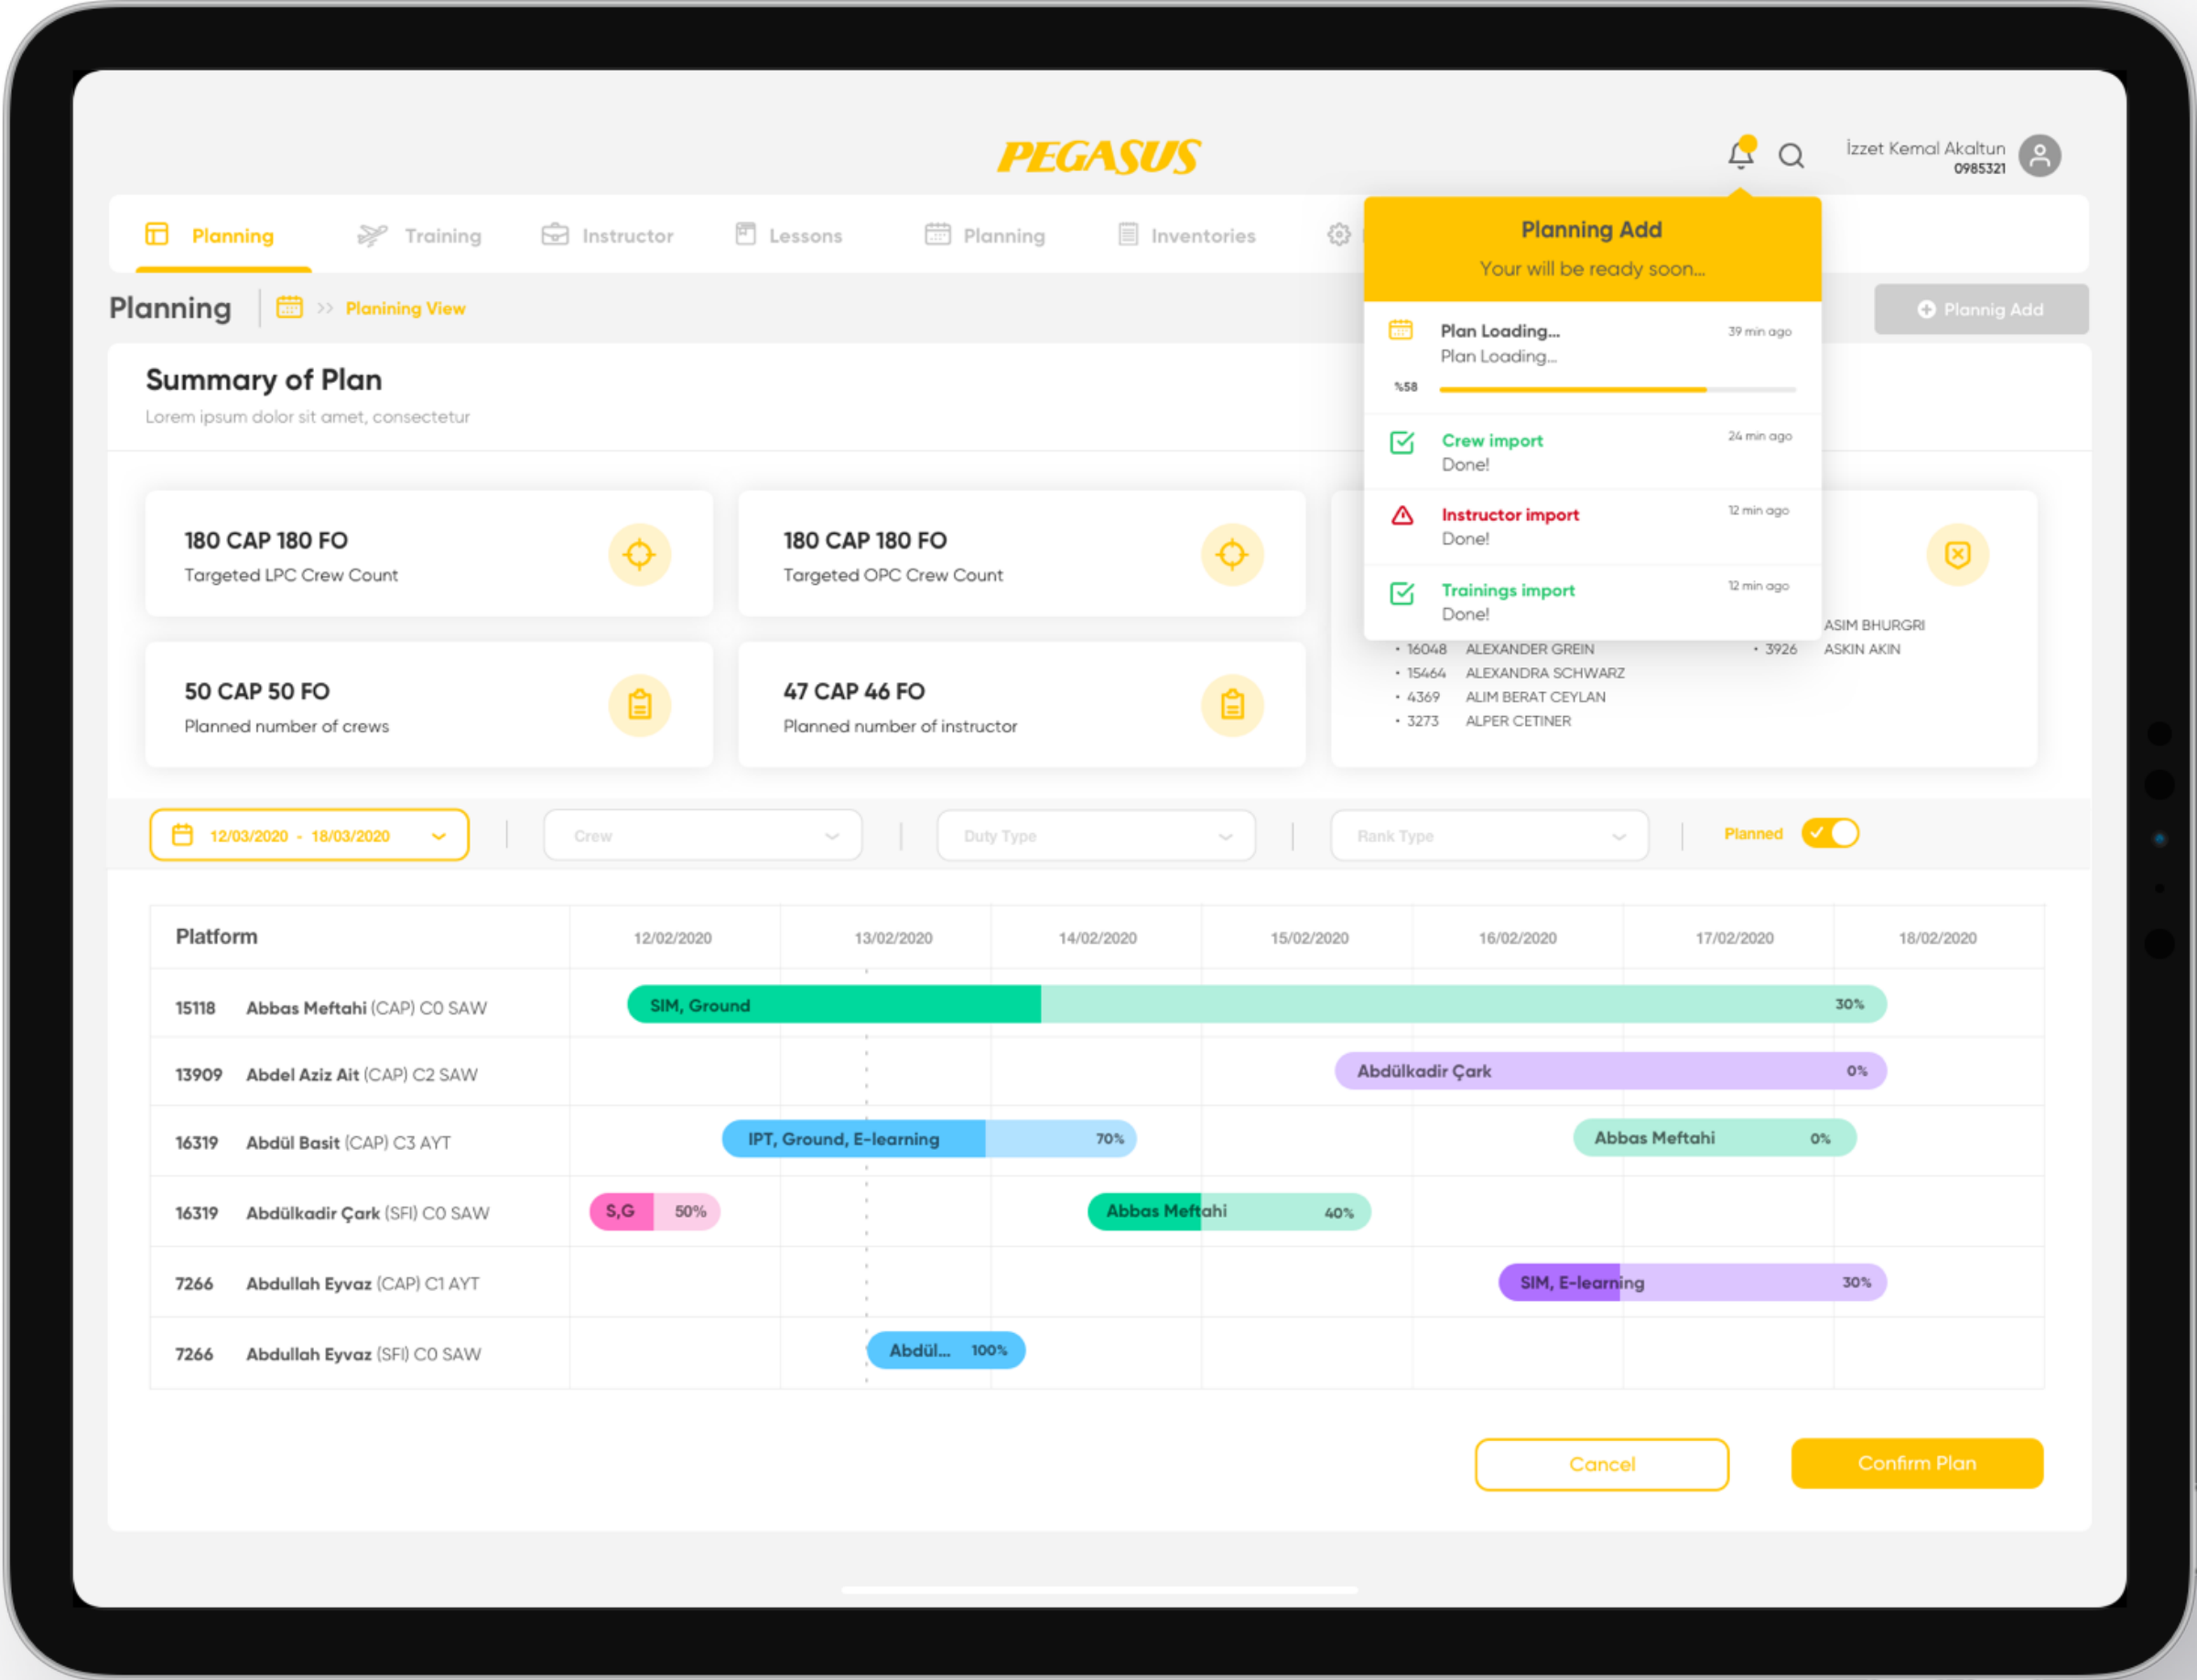 PEGASUS
İzzet Kemal Akaltun
0985321
Planning
Training
Instructor
Lessons
Planning
Inventories
Planning Add
Your will be ready soon...
Planning
>> Planining View
Plannig Add
Plan Loading...
39 min ago
Plan Loading...
%58
Crew import
24 min ago
Done!
Instructor import
12 min ago
Done!
Trainings import
12 min ago
Done!
Summary of Plan
Lorem ipsum dolor sit amet, consectetur
180 CAP 180 FO
Targeted LPC Crew Count
180 CAP 180 FO
Targeted OPC Crew Count
50 CAP 50 FO
Planned number of crews
47 CAP 46 FO
Planned number of instructor
ASIM BHURGRI
• 16048 ALEXANDER GREIN
• 3926 ASKIN AKIN
• 15464 ALEXANDRA SCHWARZ
• 4369 ALIM BERAT CEYLAN
• 3273 ALPER CETINER
12/03/2020 - 18/03/2020
Crew
Duty Type
Rank Type
Planned
Platform
12/02/2020
13/02/2020
14/02/2020
15/02/2020
16/02/2020
17/02/2020
18/02/2020
15118 Abbas Meftahi (CAP) C0 SAW
SIM, Ground
30%
13909 Abdel Aziz Ait (CAP) C2 SAW
Abdülkadir Çark
0%
16319 Abdül Basit (CAP) C3 AYT
IPT, Ground, E-learning
70%
Abbas Meftahi
0%
16319 Abdülkadir Çark (SFI) C0 SAW
S,G
50%
Abbas Meftahi
40%
7266 Abdullah Eyvaz (CAP) C1 AYT
SIM, E-learning
30%
7266 Abdullah Eyvaz (SFI) C0 SAW
Abdül...
100%
Cancel
Confirm Plan